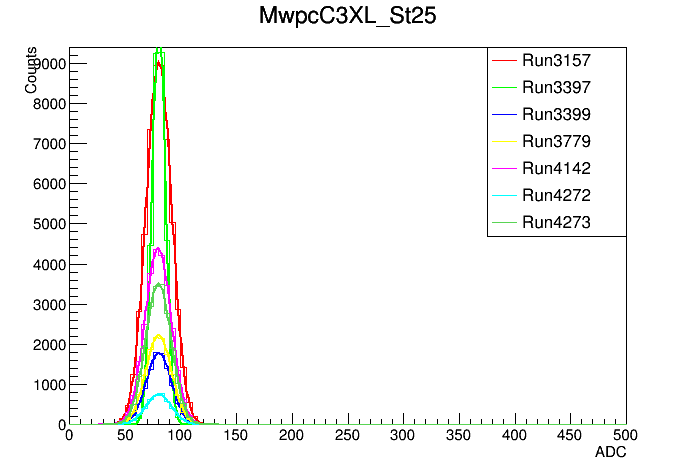 MwpcC3XL_St25
Counts
9000
8000
7000
6000
5000
4000
3000
2000
1000
0
0 50 100 150 200 250 300 350 400 450 500
ADC
Run3157
Run3397
Run3399
Run3779
Run4142
Run4272
Run4273